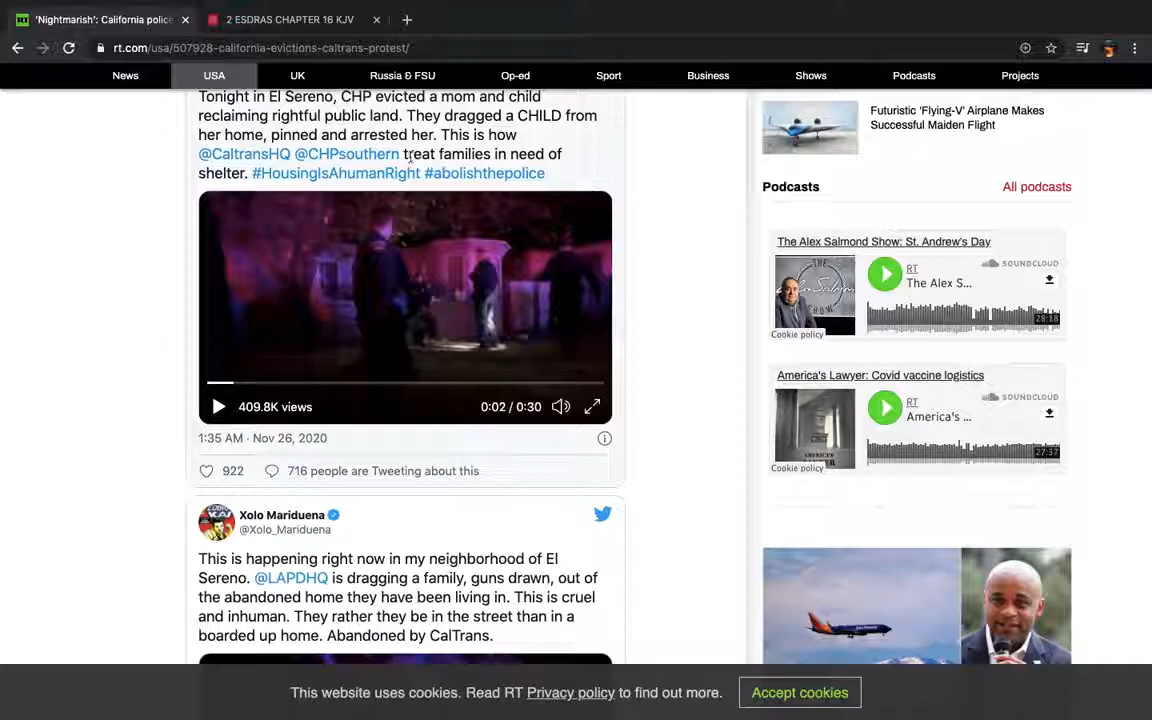 'Nightmarish': California police
2 ESDRAS CHAPTER 16 KJV
rt.com/usa/507928-california-evictions-caltrans-protest/
News USA UK Russia & FSU Op-ed Sport Business Shows Podcasts Projects
Tonight in El Sereno, CHP evicted a mom and child
reclaiming rightful public land. They dragged a CHILD from
her home, pinned and arrested her. This is how
@CaltransHQ @CHPsouthern treat families in need of
shelter. #HousingIsAhumanRight #abolishthepolice
409.8K views 0:02 / 0:30
1:35 AM · Nov 26, 2020
922 716 people are Tweeting about this
Xolo Mariduena
@Xolo_Mariduena
This is happening right now in my neighborhood of El
Sereno. @LAPDHQ is dragging a family, guns drawn, out of
the abandoned home they have been living in. This is cruel
and inhuman. They rather they be in the street than in a
boarded up home. Abandoned by CalTrans.
Futuristic 'Flying-V' Airplane Makes
Successful Maiden Flight
Podcasts All podcasts
The Alex Salmond Show: St. Andrew's Day
SOUNDCLOUD
RT
The Alex S...
28:18
Cookie policy
America's Lawyer: Covid vaccine logistics
SOUNDCLOUD
RT
America's ...
27:37
Cookie policy
This website uses cookies. Read RT Privacy policy to find out more. Accept cookies